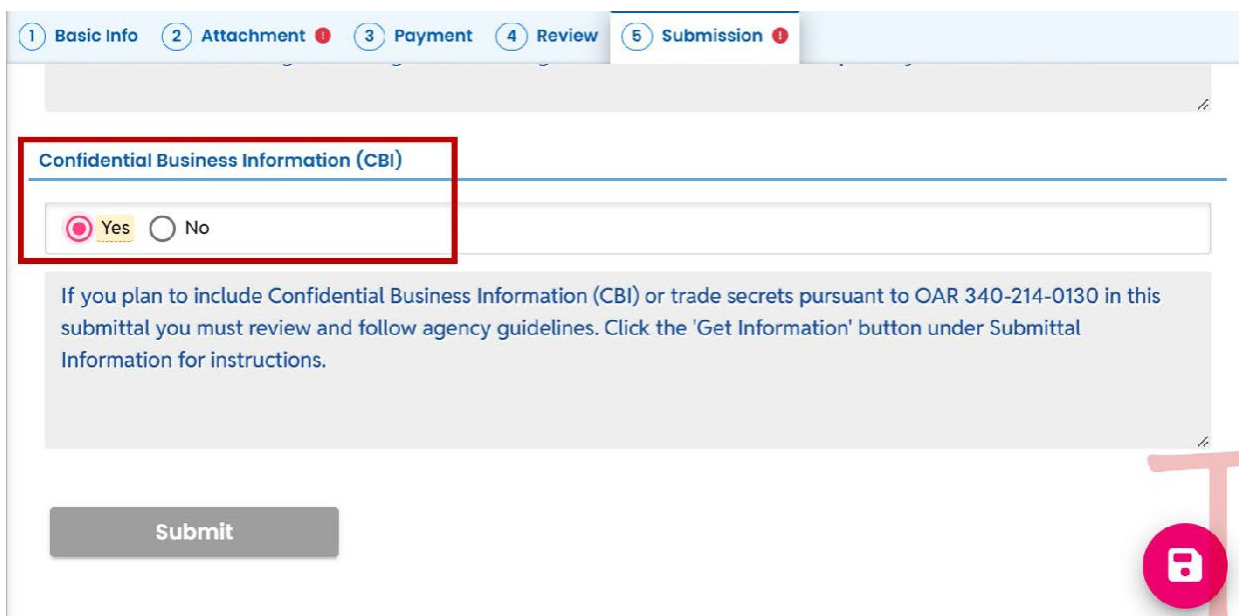 1 Basic Info 2 Attachment ! 3 Payment 4 Review 5 Submission !
Confidential Business Information (CBI)
Yes No
If you plan to include Confidential Business Information (CBI) or trade secrets pursuant to OAR 340-214-0130 in this
submittal you must review and follow agency guidelines. Click the 'Get Information' button under Submittal
Information for instructions.
Submit
T